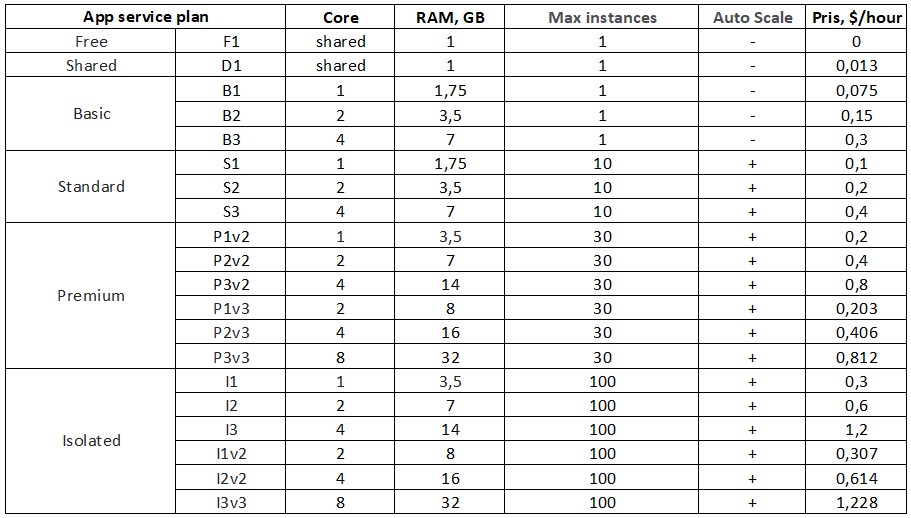 App service plan Core RAM, GB Max instances Auto Scale Pris, $/hour
Free F1 shared 1 1 - 0
Shared D1 shared 1 1 - 0,013
Basic B1 1 1,75 1 - 0,075
B2 2 3,5 1 - 0,15
B3 4 7 1 - 0,3
Standard S1 1 1,75 10 + 0,1
S2 2 3,5 10 + 0,2
S3 4 7 10 + 0,4
Premium P1v2 1 3,5 30 + 0,2
P2v2 2 7 30 + 0,4
P3v2 4 14 30 + 0,8
P1v3 2 8 30 + 0,203
P2v3 4 16 30 + 0,406
P3v3 8 32 30 + 0,812
Isolated I1 1 3,5 100 + 0,3
I2 2 7 100 + 0,6
I3 4 14 100 + 1,2
I1v2 2 8 100 + 0,307
I2v2 4 16 100 + 0,614
I3v3 8 32 100 + 1,228